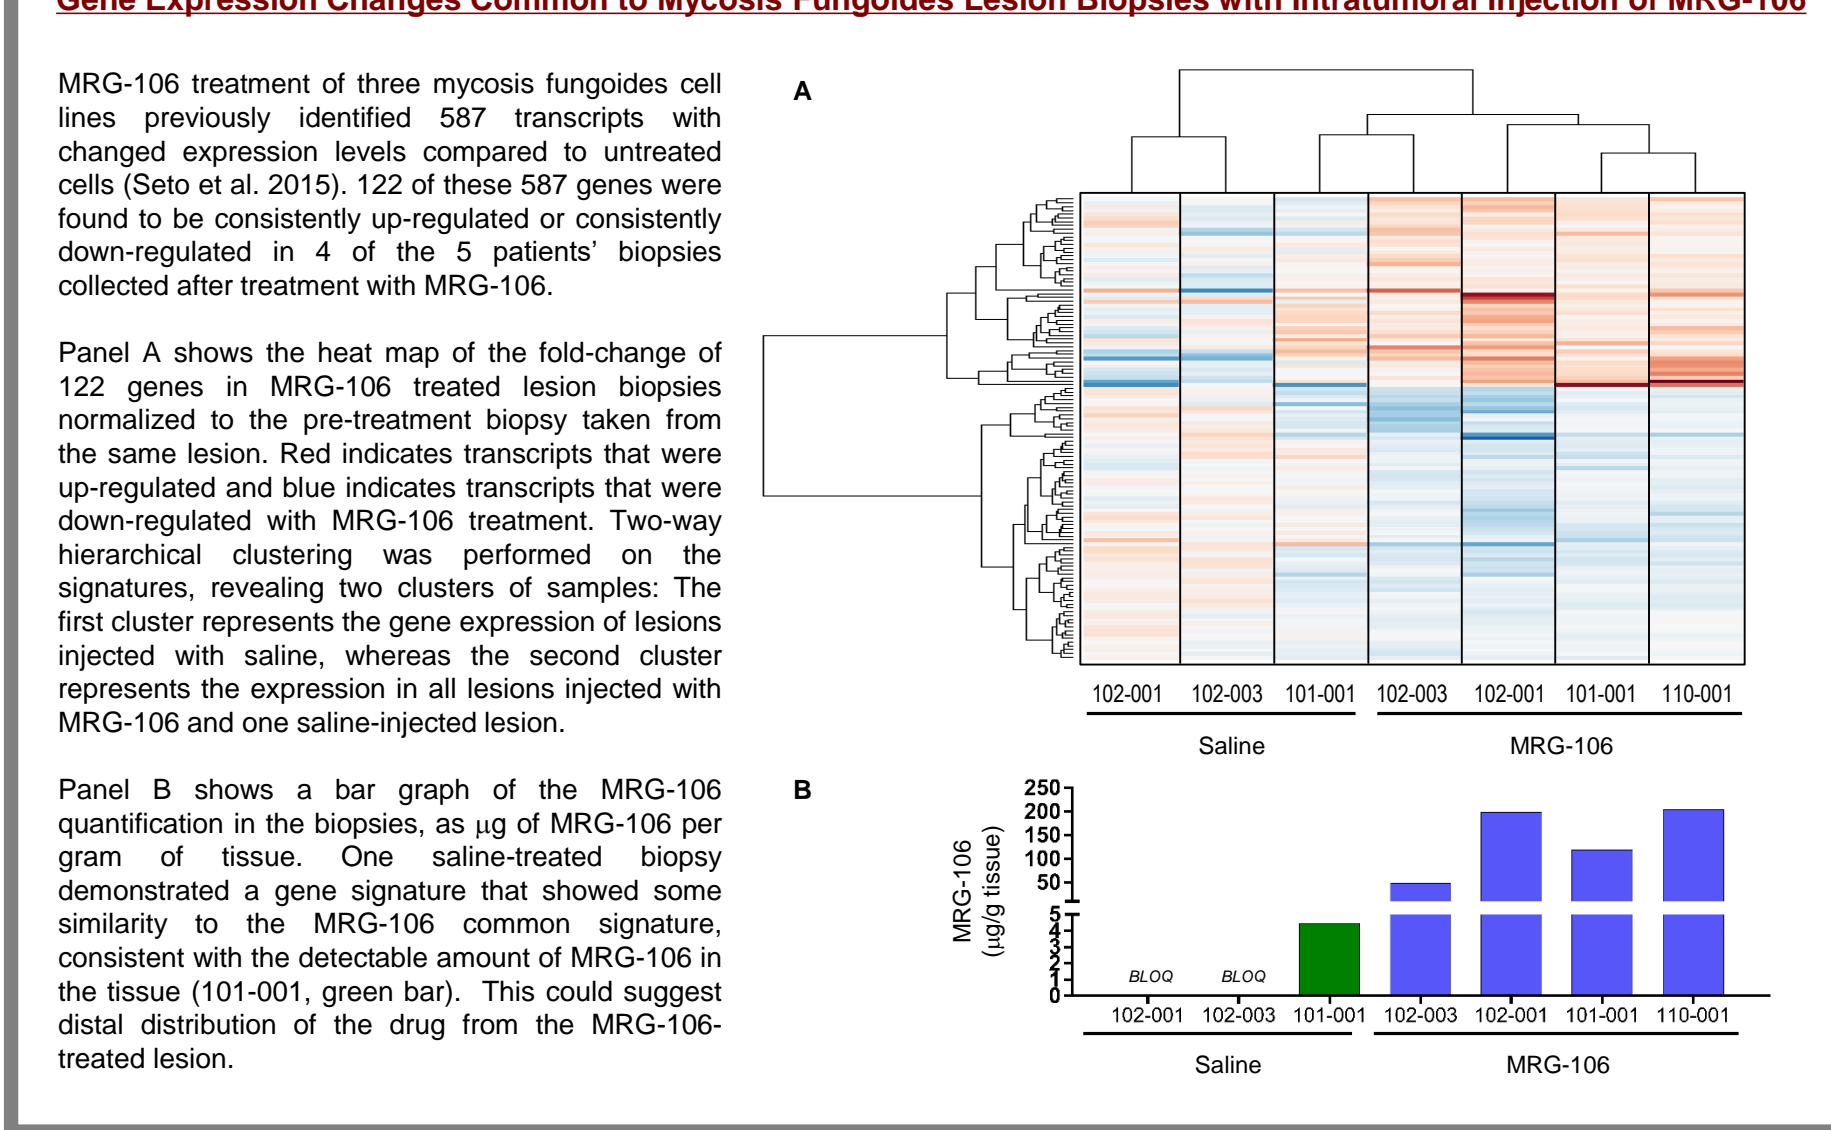 Gene Expression Changes Common to Mycosis Fungoides Lesion Biopsies with Intratumoral Injection of MRG-106
MRG-106 treatment of three mycosis fungoides cell
lines previously identified 587 transcripts with
changed expression levels compared to untreated
cells (Seto et al. 2015). 122 of these 587 genes were
found to be consistently up-regulated or consistently
down-regulated in 4 of the 5 patients’ biopsies
collected after treatment with MRG-106.
Panel A shows the heat map of the fold-change of
122 genes in MRG-106 treated lesion biopsies
normalized to the pre-treatment biopsy taken from
the same lesion. Red indicates transcripts that were
up-regulated and blue indicates transcripts that were
down-regulated with MRG-106 treatment. Two-way
hierarchical clustering was performed on the
signatures, revealing two clusters of samples: The
first cluster represents the gene expression of lesions
injected with saline, whereas the second cluster
represents the expression in all lesions injected with
MRG-106 and one saline-injected lesion.
Panel B shows a bar graph of the MRG-106
quantification in the biopsies, as μg of MRG-106 per
gram of tissue. One saline-treated biopsy
demonstrated a gene signature that showed some
similarity to the MRG-106 common signature,
consistent with the detectable amount of MRG-106 in
the tissue (101-001, green bar).  This could suggest
distal distribution of the drug from the MRG-106-
treated lesion.
A
102-001 102-003 101-001 102-003 102-001 101-001 110-001
Saline MRG-106
B
MRG-106
(μg/g tissue)
250
200
150
100
50
5
4
3
2
1
0
BLOQ BLOQ
102-001 102-003 101-001 102-003 102-001 101-001 110-001
Saline MRG-106